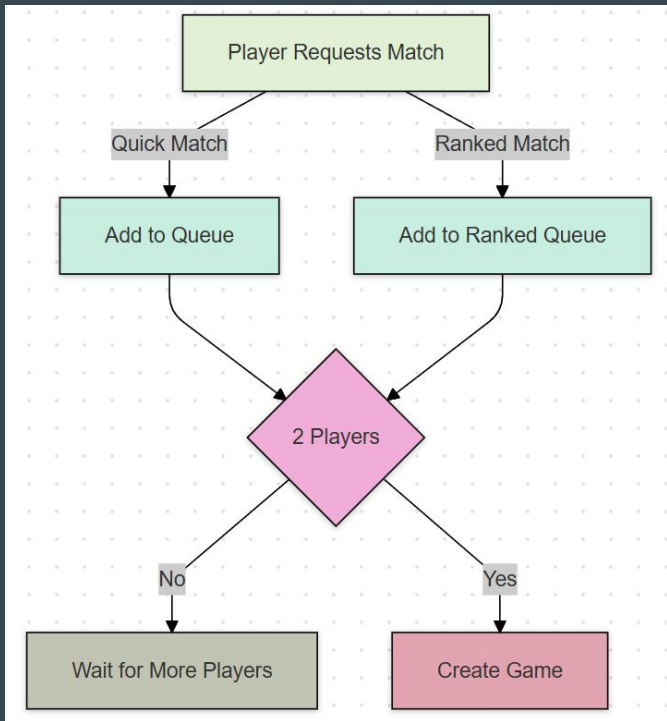 Player Requests Match
Quick Match
Ranked Match
Add to Queue
Add to Ranked Queue
2 Players
No
Yes
Wait for More Players
Create Game